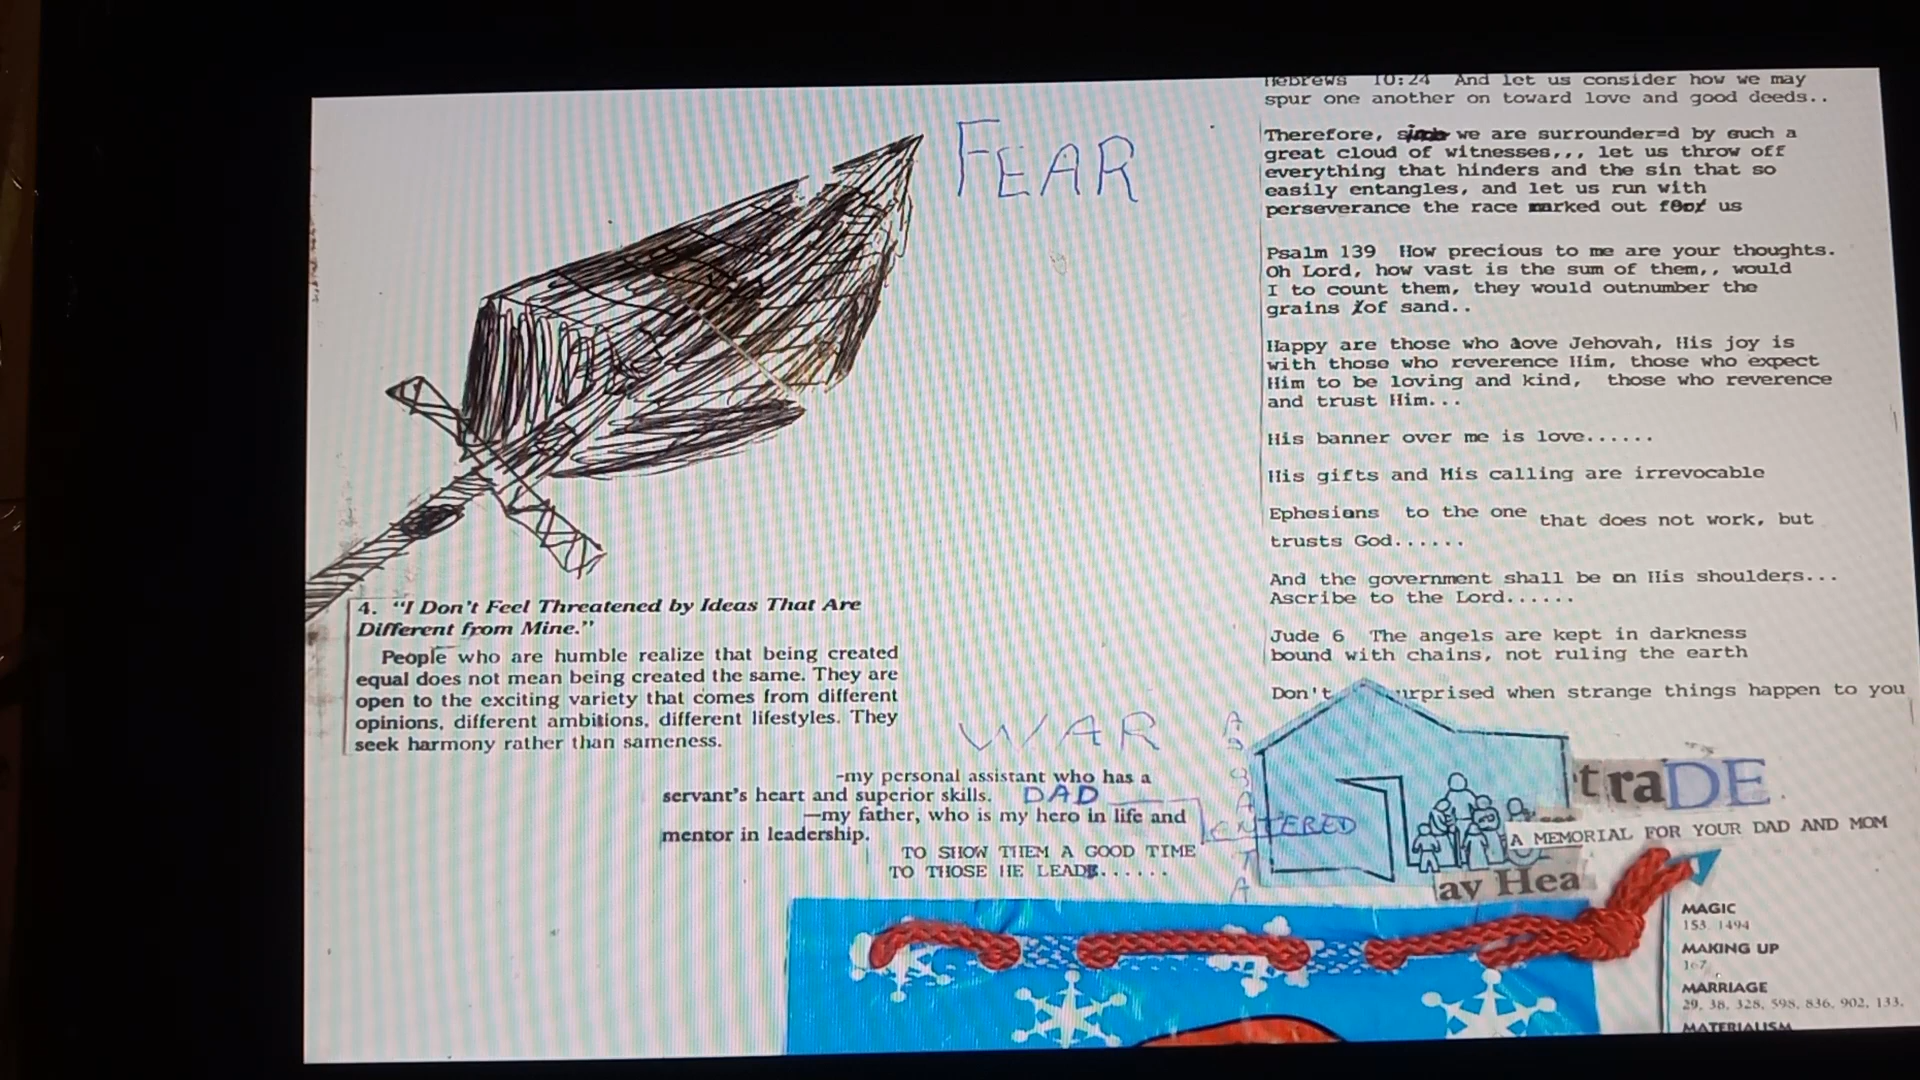 FEAR
Hebrews 10:24 And let us consider how we may
spur one another on toward love and good deeds..
Therefore, we are surrounder=d by such a
great cloud of witnesses,,, let us throw off
everything that hinders and the sin that so
easily entangles, and let us run with
perseverance the race marked out us
Psalm 139 How precious to me are your thoughts.
Oh Lord, how vast is the sum of them,, would
I to count them, they would outnumber the
grains of sand..
Happy are those who love Jehovah, His joy is
with those who reverence Him, those who expect
Him to be loving and kind, those who reverence
and trust Him...
His banner over me is love......
His gifts and His calling are irrevocable
Ephesians to the one that does not work, but
trusts God......
And the government shall be on His shoulders...
Ascribe to the Lord......
Jude 6 The angels are kept in darkness
bound with chains, not ruling the earth
Don't urprised when strange things happen to you
4. "I Don't Feel Threatened by Ideas That Are
Different from Mine."
People who are humble realize that being created
equal does not mean being created the same. They are
open to the exciting variety that comes from different
opinions, different ambitions, different lifestyles. They
seek harmony rather than sameness.
WAR
-my personal assistant who has a
servant's heart and superior skills. DAD
—my father, who is my hero in life and
mentor in leadership.
ENTERED
TO SHOW THEM A GOOD TIME
TO THOSE HE LEADS......
traDE
A MEMORIAL FOR YOUR DAD AND MOM
ay Hea
MAGIC
153, 1494
MAKING UP
167
MARRIAGE
29, 38, 328, 598, 836, 902, 133,
MATERIALISM